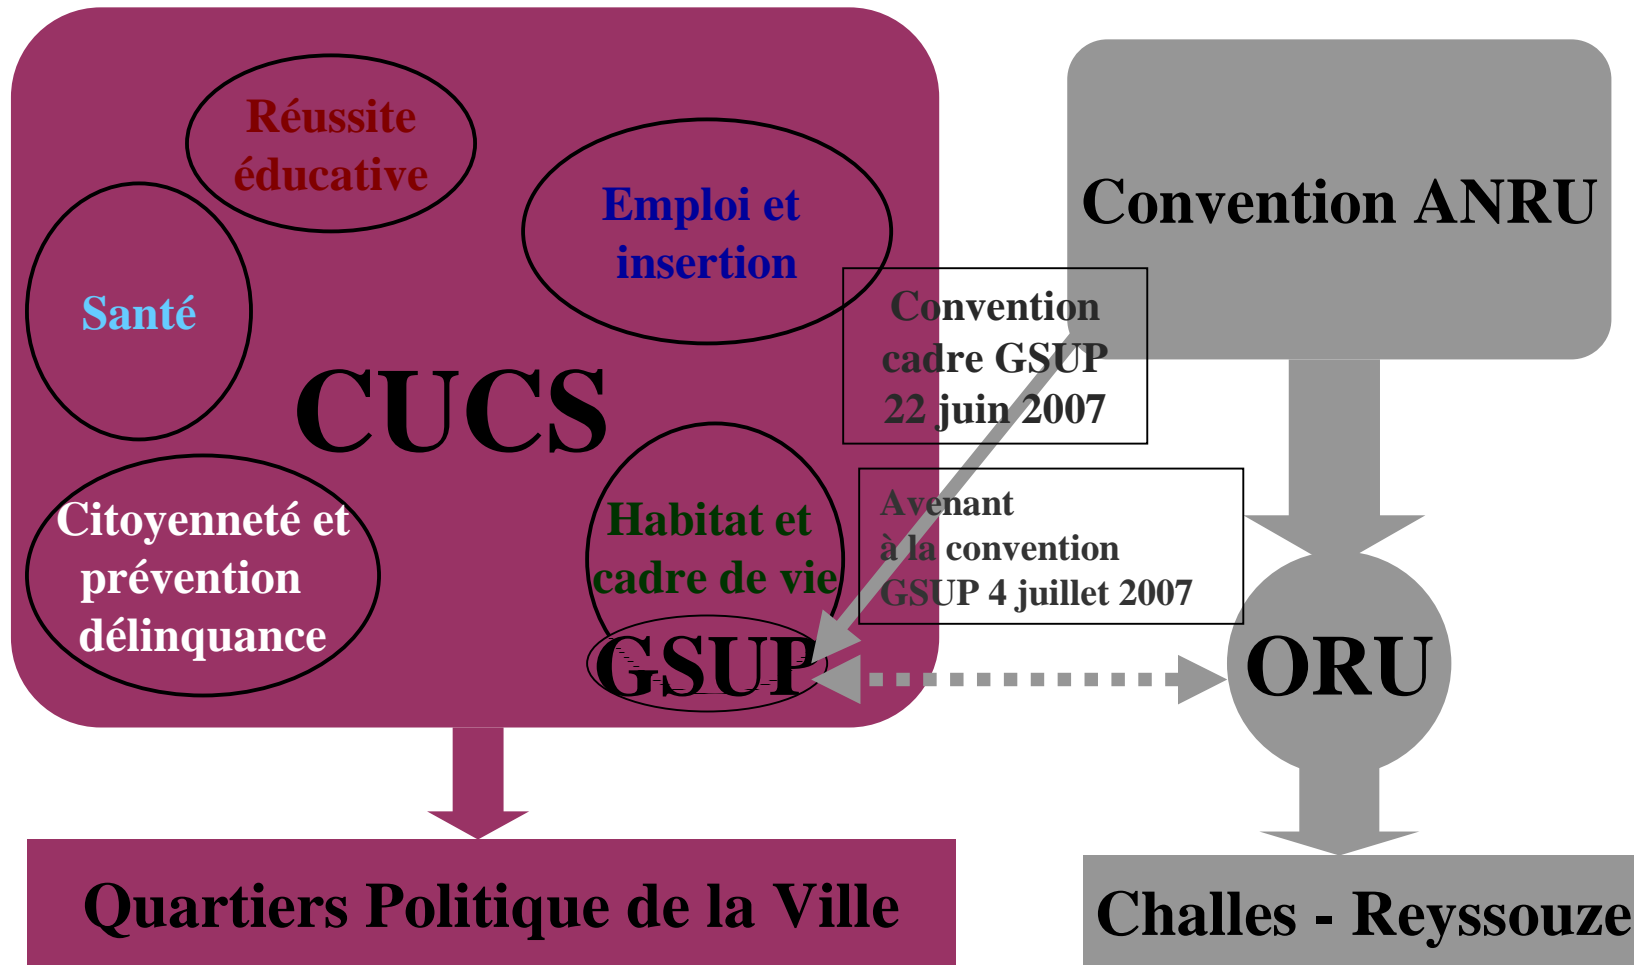 Réussite
éducative
Emploi et
insertion
Santé
CUCS
Citoyenneté et
prévention
délinquance
Habitat et
cadre de vie
GSUP
Convention
cadre GSUP
22 juin 2007
Avenant
à la convention
GSUP 4 juillet 2007
Convention ANRU
ORU
Quartiers Politique de la Ville
Challes - Reyssouze